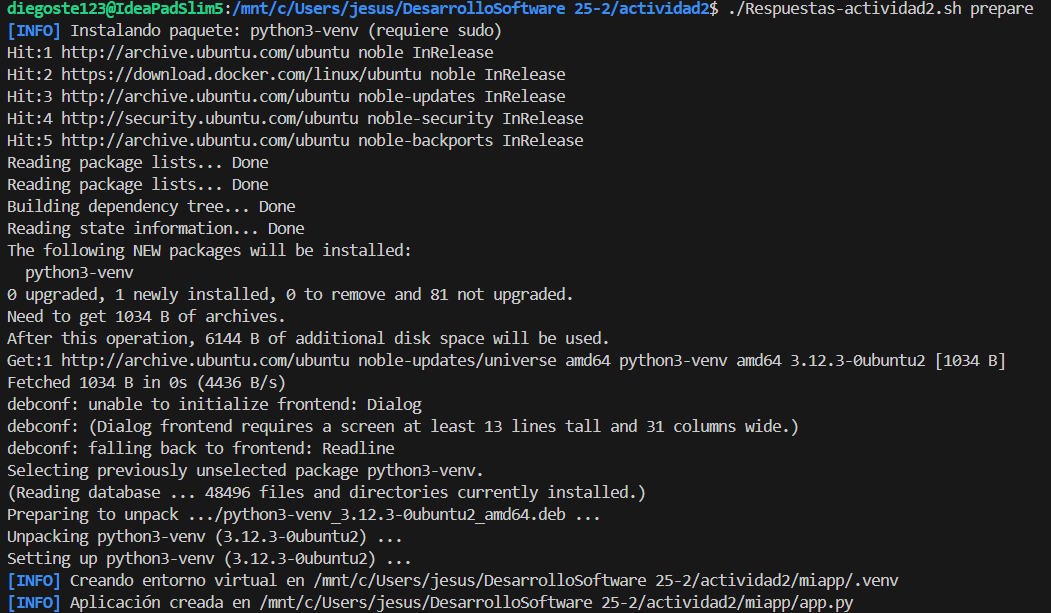 diegoste123@IdeaPadSlim5:/mnt/c/Users/jesus/DesarrolloSoftware 25-2/actividad2$ ./Respuestas-actividad2.sh prepare
[INFO] Instalando paquete: python3-venv (requiere sudo)
Hit:1 http://archive.ubuntu.com/ubuntu noble InRelease
Hit:2 https://download.docker.com/linux/ubuntu noble InRelease
Hit:3 http://archive.ubuntu.com/ubuntu noble-updates InRelease
Hit:4 http://security.ubuntu.com/ubuntu noble-security InRelease
Hit:5 http://archive.ubuntu.com/ubuntu noble-backports InRelease
Reading package lists... Done
Reading package lists... Done
Building dependency tree... Done
Reading state information... Done
The following NEW packages will be installed:
  python3-venv
0 upgraded, 1 newly installed, 0 to remove and 81 not upgraded.
Need to get 1034 B of archives.
After this operation, 6144 B of additional disk space will be used.
Get:1 http://archive.ubuntu.com/ubuntu noble-updates/universe amd64 python3-venv amd64 3.12.3-0ubuntu2 [1034 B]
Fetched 1034 B in 0s (4436 B/s)
debconf: unable to initialize frontend: Dialog
debconf: (Dialog frontend requires a screen at least 13 lines tall and 31 columns wide.)
debconf: falling back to frontend: Readline
Selecting previously unselected package python3-venv.
(Reading database ... 48496 files and directories currently installed.)
Preparing to unpack .../python3-venv_3.12.3-0ubuntu2_amd64.deb ...
Unpacking python3-venv (3.12.3-0ubuntu2) ...
Setting up python3-venv (3.12.3-0ubuntu2) ...
[INFO] Creando entorno virtual en /mnt/c/Users/jesus/DesarrolloSoftware 25-2/actividad2/miapp/.venv
[INFO] Aplicación creada en /mnt/c/Users/jesus/DesarrolloSoftware 25-2/actividad2/miapp/app.py